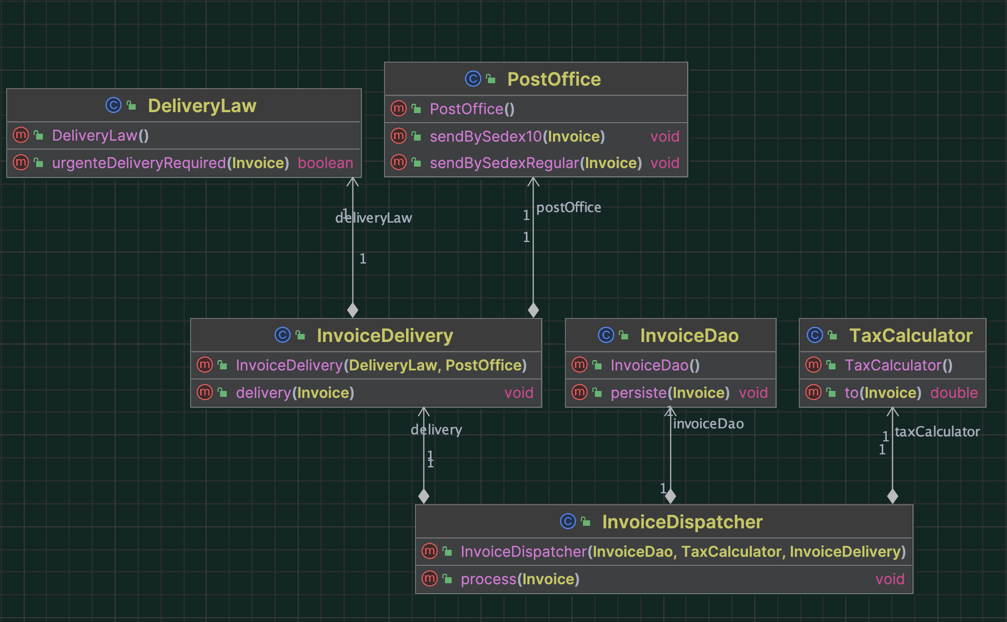 DeliveryLaw
DeliveryLaw()
urgenteDeliveryRequired(Invoice) boolean
PostOffice
PostOffice()
sendBySedex10(Invoice) void
sendBySedexRegular(Invoice) void
1
deliveryLaw
1
postOffice
1
1
InvoiceDelivery
InvoiceDelivery(DeliveryLaw, PostOffice)
delivery(Invoice) void
InvoiceDao
InvoiceDao()
persiste(Invoice) void
TaxCalculator
TaxCalculator()
to(Invoice) double
delivery
1
1
1
invoiceDao
1
taxCalculator
1
1
InvoiceDispatcher
InvoiceDispatcher(InvoiceDao, TaxCalculator, InvoiceDelivery)
process(Invoice) void